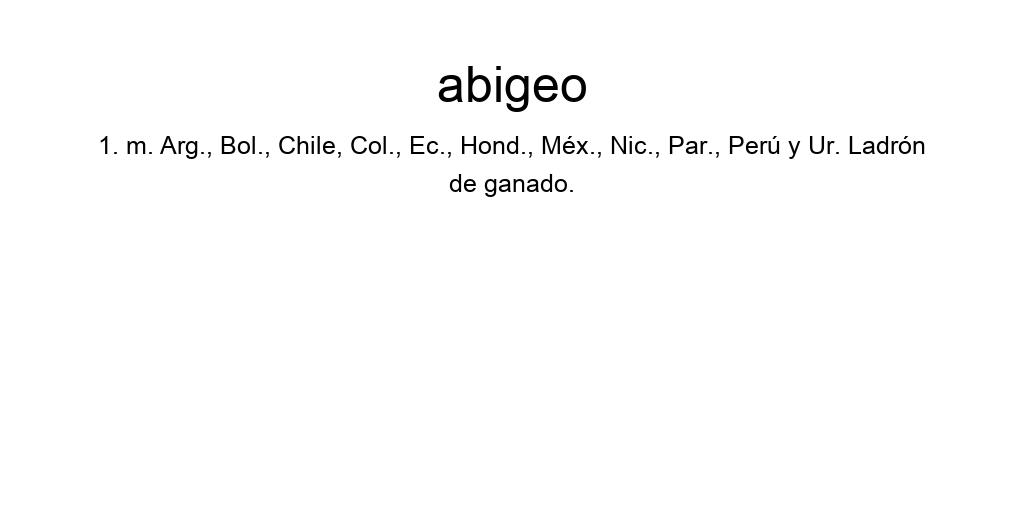 abigeo
1. m. Arg., Bol., Chile, Col., Ec., Hond., Méx., Nic., Par., Perú y Ur. Ladrón
de ganado.